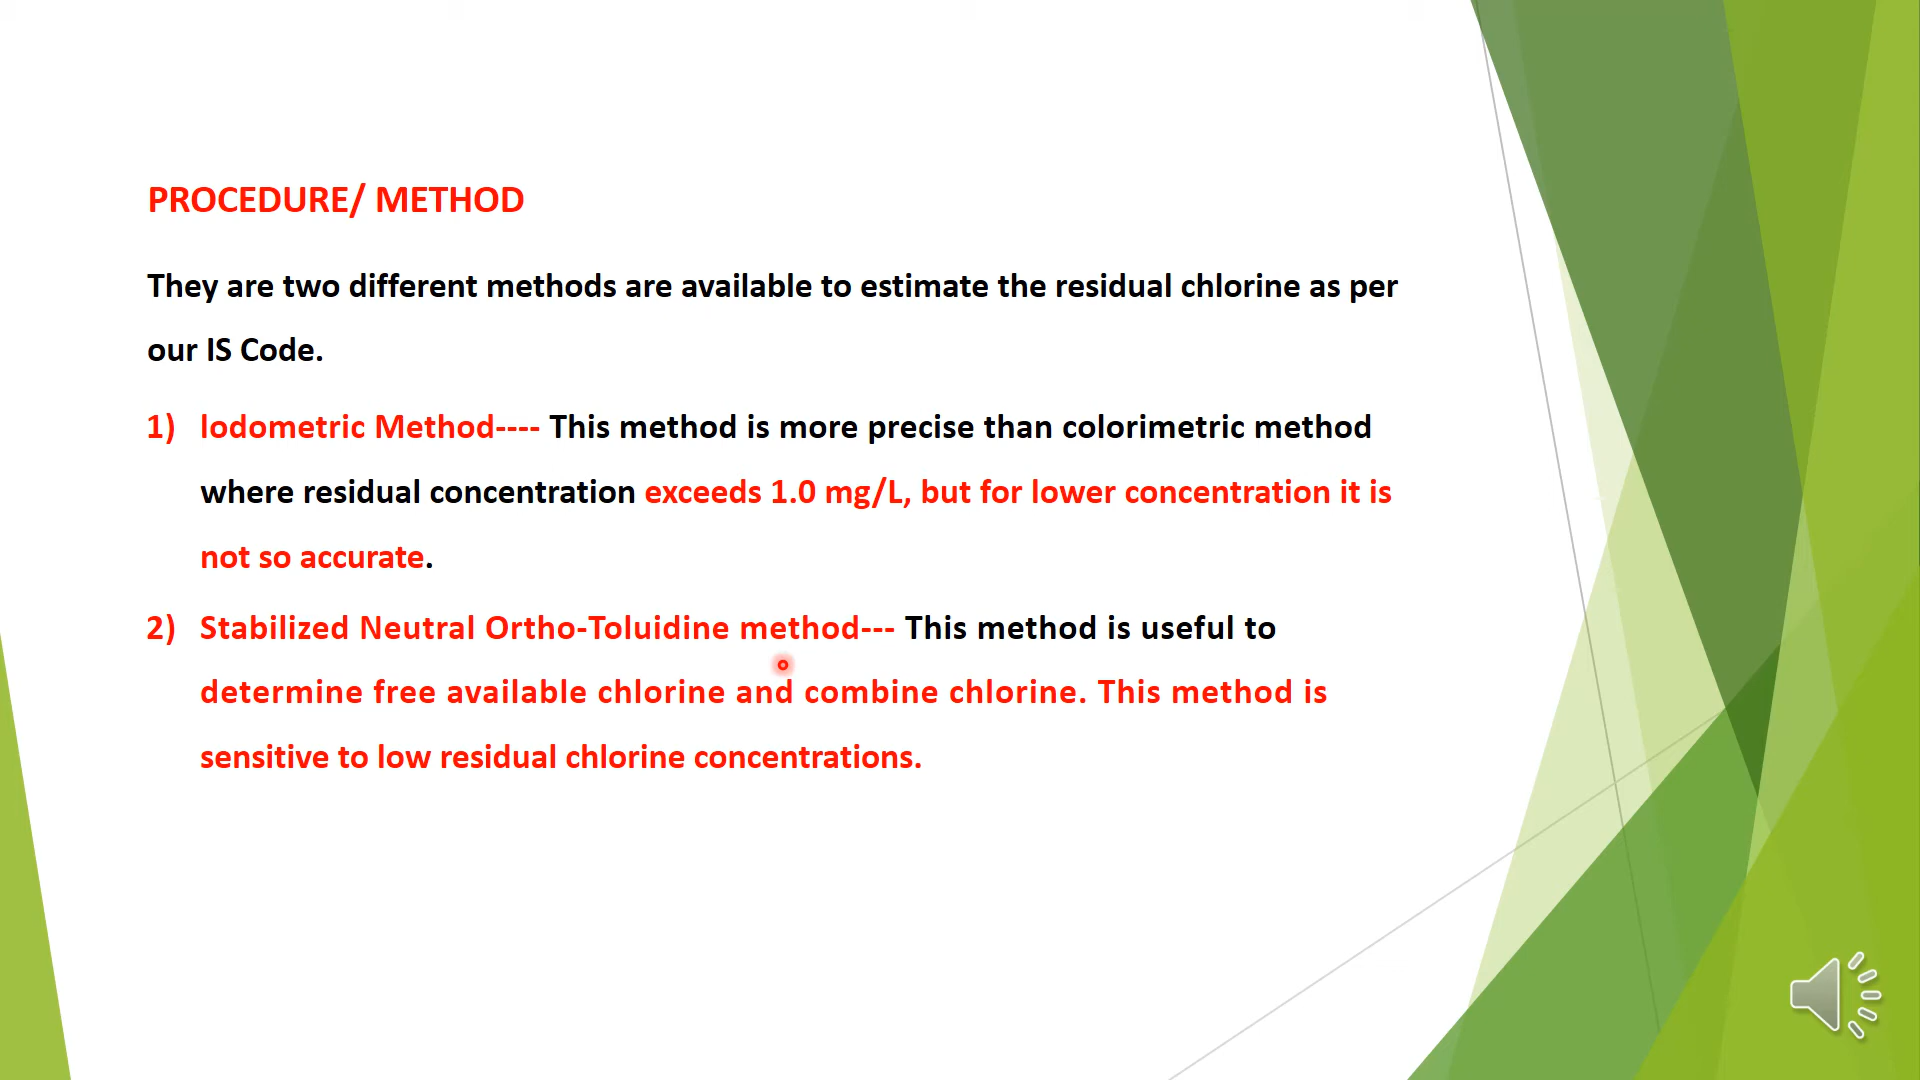 PROCEDURE/ METHOD
They are two different methods are available to estimate the residual chlorine as per
our IS Code.
1) Iodometric Method---- This method is more precise than colorimetric method
where residual concentration exceeds 1.0 mg/L, but for lower concentration it is
not so accurate.
2) Stabilized Neutral Ortho-Toluidine method--- This method is useful to
determine free available chlorine and combine chlorine. This method is
sensitive to low residual chlorine concentrations.